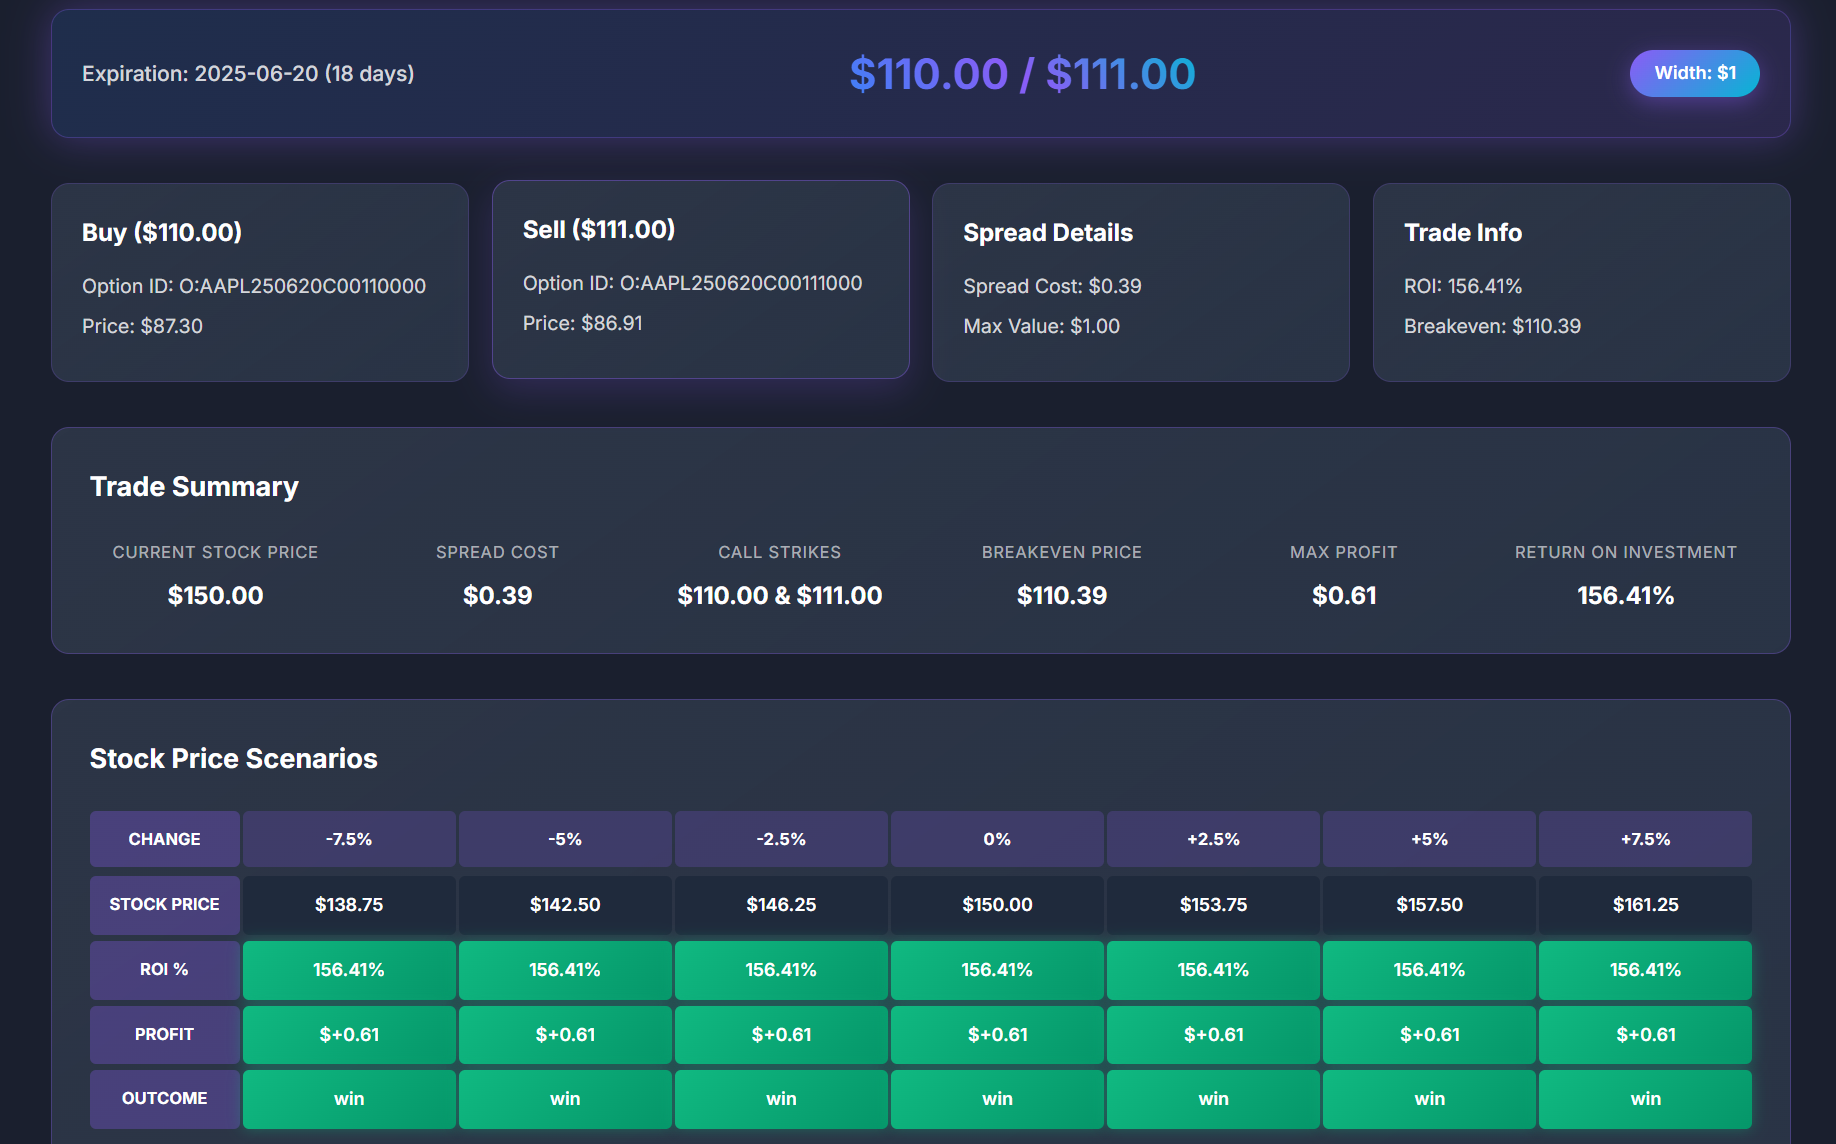 Expiration: 2025-06-20 (18 days)
$110.00 / $111.00
Width: $1
Buy ($110.00)
Option ID: O:AAPL250620C00110000
Price: $87.30
Sell ($111.00)
Option ID: O:AAPL250620C00111000
Price: $86.91
Spread Details
Spread Cost: $0.39
Max Value: $1.00
Trade Info
ROI: 156.41%
Breakeven: $110.39
Trade Summary
CURRENT STOCK PRICE
$150.00
SPREAD COST
$0.39
CALL STRIKES
$110.00 & $111.00
BREAKEVEN PRICE
$110.39
MAX PROFIT
$0.61
RETURN ON INVESTMENT
156.41%
Stock Price Scenarios
CHANGE -7.5% -5% -2.5% 0% +2.5% +5% +7.5%
STOCK PRICE $138.75 $142.50 $146.25 $150.00 $153.75 $157.50 $161.25
ROI % 156.41% 156.41% 156.41% 156.41% 156.41% 156.41% 156.41%
PROFIT $+0.61 $+0.61 $+0.61 $+0.61 $+0.61 $+0.61 $+0.61
OUTCOME win win win win win win win